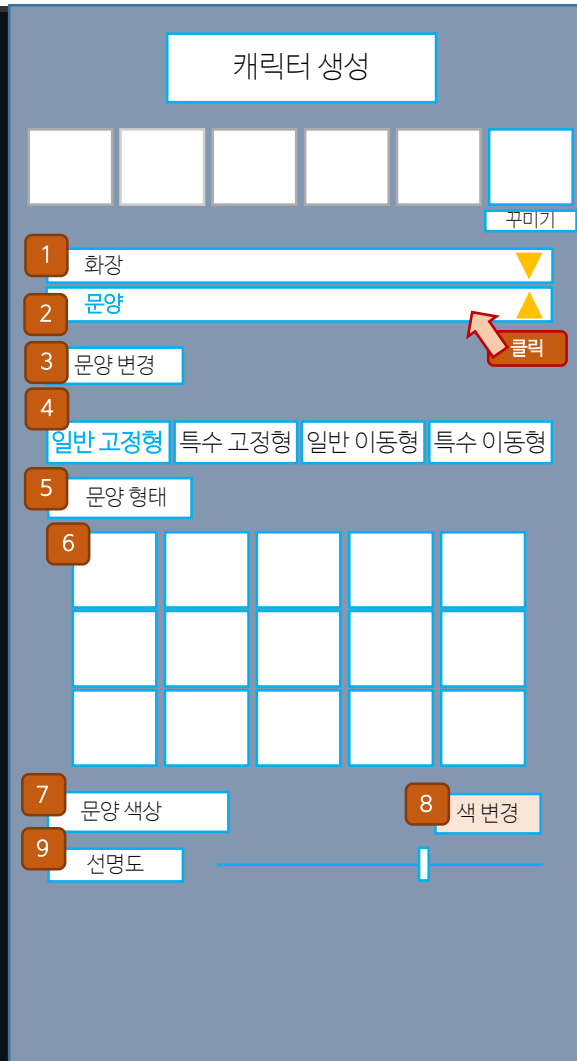 캐릭터 생성
꾸미기
1 화장
2 문양
클릭
3 문양 변경
4
일반 고정형 특수 고정형 일반 이동형 특수 이동형
5 문양 형태
6
7 문양 색상 8 색 변경
9 선명도